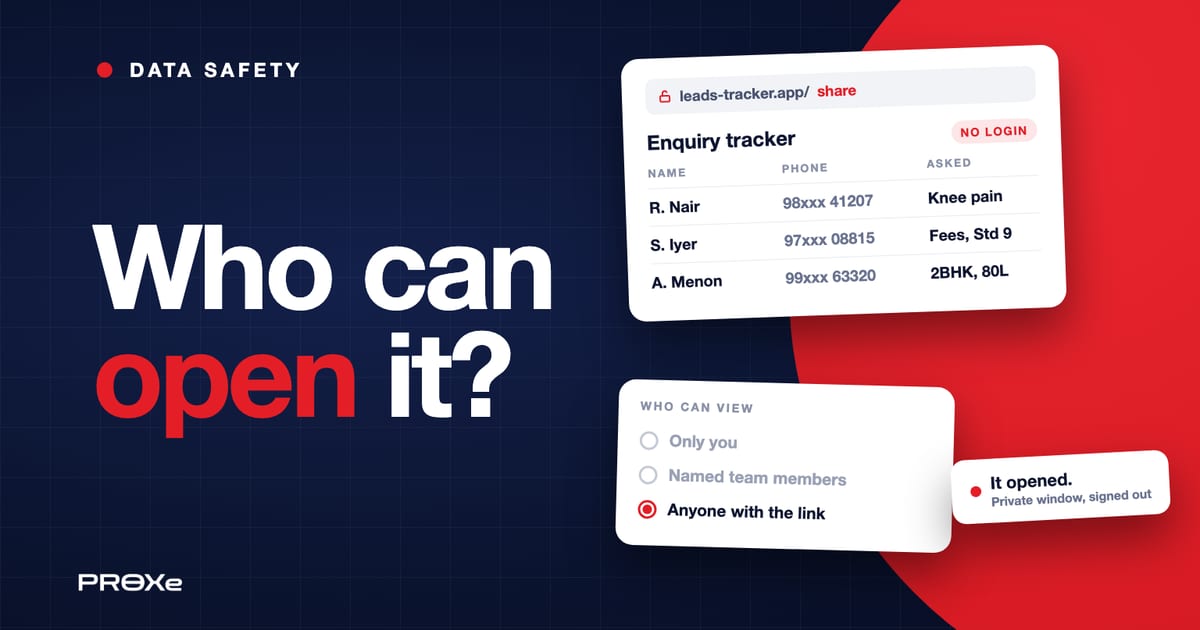 DATA SAFETY
Who can
open it?
PROXe
leads-tracker.app/ share
Enquiry tracker
NO LOGIN
NAME PHONE ASKED
R. Nair 98xxx 41207 Knee pain
S. Iyer 97xxx 08815 Fees, Std 9
A. Menon 99xxx 63320 2BHK, 80L
WHO CAN VIEW
Only you
Named team members
Anyone with the link
It opened.
Private window, signed out